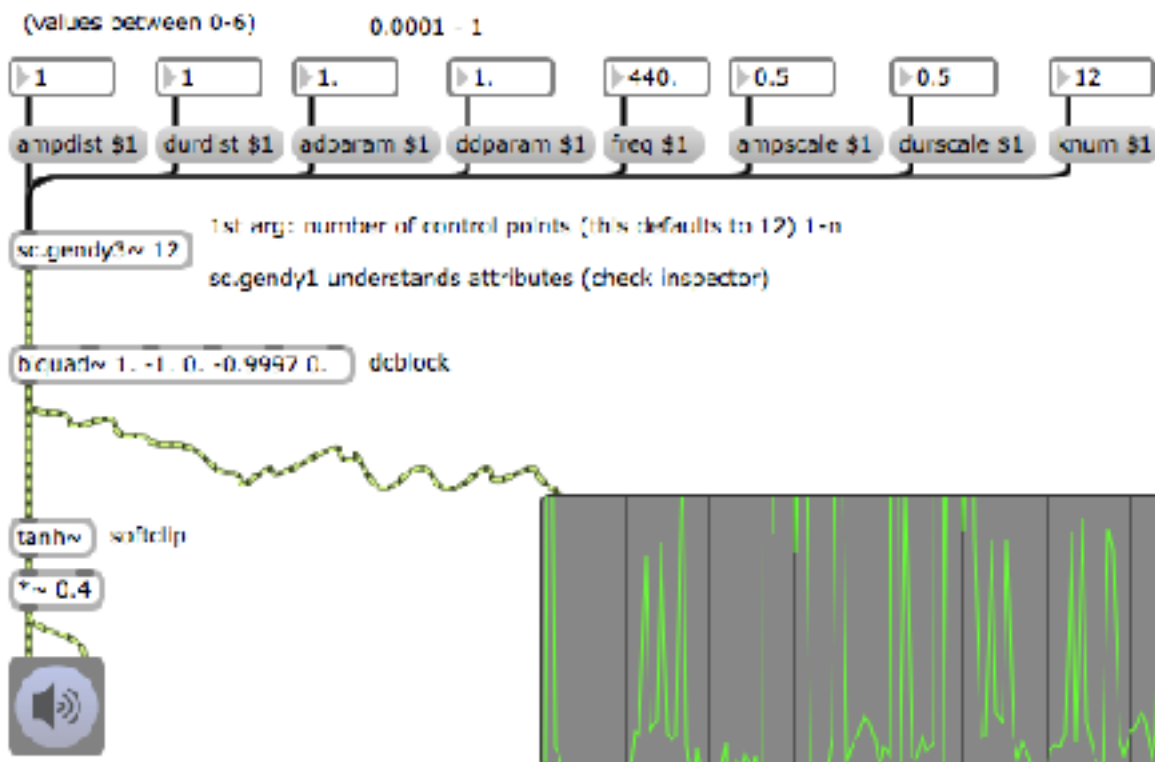 (values between 0-6) 0.0001 - 1
1 1 1. 1. 440. 0.5 0.5 12
ampdist $1 durdist $1 adparam $1 ddparam $1 freq $1 ampscale $1 durscale $1 knum $1
1st arg: number of control points (this defaults to 12) 1-n
sc.gendy3~ 12
sc.gendy1 understands attributes (check inspector)
biquad~ 1. -1. 0. -0.9997 0. dcblock
tanh~ softclip
*~ 0.4